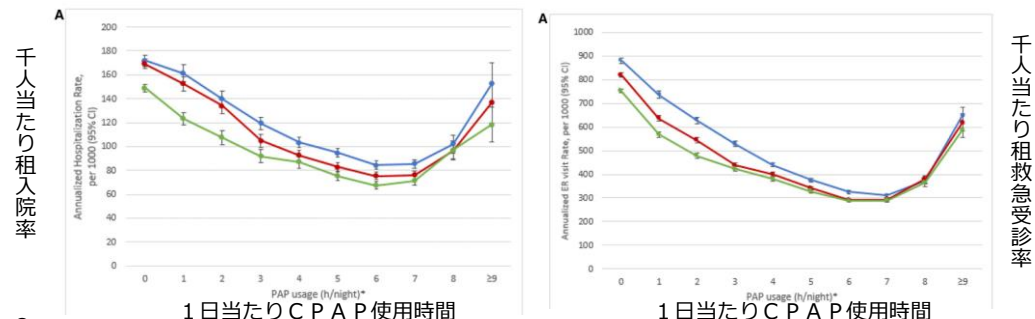 A
千人当たり粗入院率
Annualized Hospitalization Rate,
per 1000 (95% CI)
200
180
160
140
120
100
80
60
40
20
0
0 1 2 3 4 5 6 7 8 ≥9
PAP usage (h/night)*
1日当たりCPAP使用時間
A
Annualized ER visit Rate, per 1000 (95% CI)
1000
900
800
700
600
500
400
300
200
100
0
0 1 2 3 4 5 6 7 8 ≥9
PAP usage (h/night)*
1日当たりCPAP使用時間
千人当たり租救急受診率